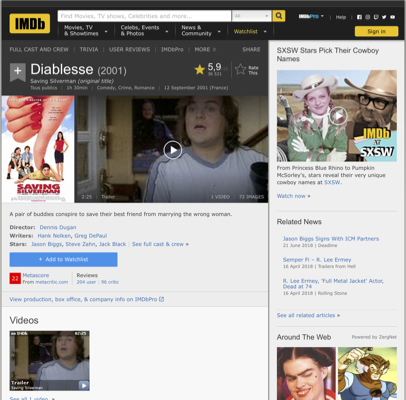 IMDb
Find Movies, TV shows, Celebrities and more...
All
IMDbPro
Help
Movies, TV
& Showtimes
Celebs, Events
& Photos
News &
Community
Watchlist
Sign in
FULL CAST AND CREW | TRIVIA | USER REVIEWS | IMDbPro | MORE
SHARE
Diablesse (2001)
Saving Silverman (original title)
Tous publics | 1h 30min | Comedy, Crime, Romance | 12 September 2001 (France)
5,9
Rate
This
SAVING
SILVERMAN
2:25 | Trailer
1 VIDEO | 72 IMAGES
A pair of buddies conspire to save their best friend from marrying the wrong woman.
Director: Dennis Dugan
Writers: Hank Nelken, Greg DePaul
Stars: Jason Biggs, Steve Zahn, Jack Black | See full cast & crew »
+ Add to Watchlist
22
Metascore
From metacritic.com
Reviews
204 user | 96 critic
View production, box office, & company info on IMDbPro
Videos
Trailer
Saving Silverman
See all 1 video »
SXSW Stars Pick Their Cowboy
Names
IMDb
AT
SXSW
From Princess Blue Rhino to Pumpkin
McSorley's, stars reveal their very unique
cowboy names at SXSW.
Watch now »
Related News
Jason Biggs Signs With ICM Partners
21 June 2018 | Deadline
Semper Fi – R. Lee Ermey
16 April 2018 | Trailers from Hell
R. Lee Ermey, 'Full Metal Jacket' Actor,
Dead at 74
16 April 2018 | Rolling Stone
See all related articles »
Around The Web
Powered by ZergNet